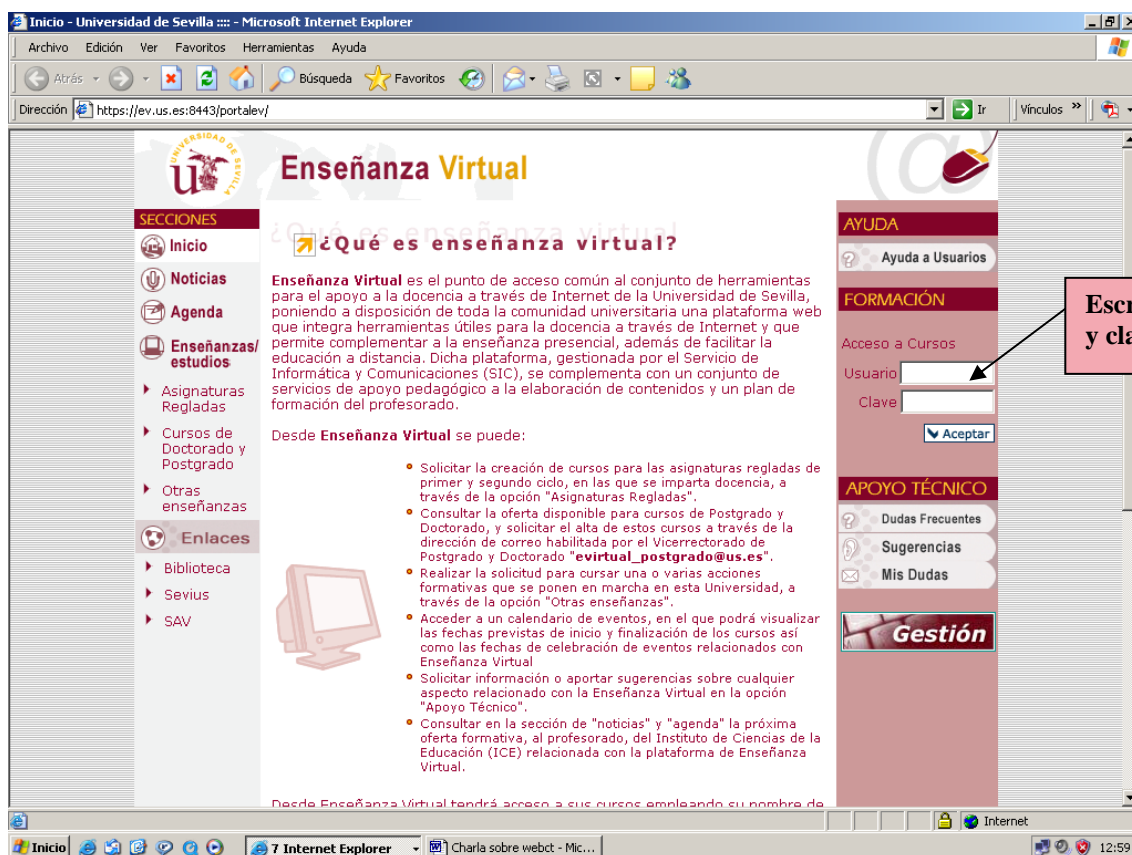 Inicio - Universidad de Sevilla :::: - Microsoft Internet Explorer
Archivo Edición Ver Favoritos Herramientas Ayuda
Atrás Búsqueda Favoritos
Dirección https://ev.us.es:8443/portalev/ Ir Vínculos »
UNIVERSIDAD DE SEVILLA
Enseñanza Virtual
SECCIONES
Inicio
Noticias
Agenda
Enseñanzas/
estudios
Asignaturas
Regladas
Cursos de
Doctorado y
Postgrado
Otras
enseñanzas
Enlaces
Biblioteca
Sevius
SAV
¿Qué es enseñanza virtual?
Enseñanza Virtual es el punto de acceso común al conjunto de herramientas
para el apoyo a la docencia a través de Internet de la Universidad de Sevilla,
poniendo a disposición de toda la comunidad universitaria una plataforma web
que integra herramientas útiles para la docencia a través de Internet y que
permite complementar a la enseñanza presencial, además de facilitar la
educación a distancia. Dicha plataforma, gestionada por el Servicio de
Informática y Comunicaciones (SIC), se complementa con un conjunto de
servicios de apoyo pedagógico a la elaboración de contenidos y un plan de
formación del profesorado.
Desde Enseñanza Virtual se puede:
Solicitar la creación de cursos para las asignaturas regladas de
primer y segundo ciclo, en las que se imparta docencia, a
través de la opción "Asignaturas Regladas".
Consultar la oferta disponible para cursos de Postgrado y
Doctorado, y solicitar el alta de estos cursos a través de la
dirección de correo habilitada por el Vicerrectorado de
Postgrado y Doctorado "evirtual_postgrado@us.es".
Realizar la solicitud para cursar una o varias acciones
formativas que se ponen en marcha en esta Universidad, a
través de la opción "Otras enseñanzas".
Acceder a un calendario de eventos, en el que podrá visualizar
las fechas previstas de inicio y finalización de los cursos así
como las fechas de celebración de eventos relacionados con
Enseñanza Virtual
Solicitar información o aportar sugerencias sobre cualquier
aspecto relacionado con la Enseñanza Virtual en la opción
"Apoyo Técnico".
Consultar en la sección de "noticias" y "agenda" la próxima
oferta formativa, al profesorado, del Instituto de Ciencias de la
Educación (ICE) relacionada con la plataforma de Enseñanza
Virtual.
Desde Enseñanza Virtual tendrá acceso a sus cursos empleando su nombre de
AYUDA
Ayuda a Usuarios
FORMACIÓN
Acceso a Cursos
Usuario
Clave
Aceptar
APOYO TÉCNICO
Dudas Frecuentes
Sugerencias
Mis Dudas
Gestión
Internet
Inicio 7 Internet Explorer Charla sobre webct - Mic... 12:59